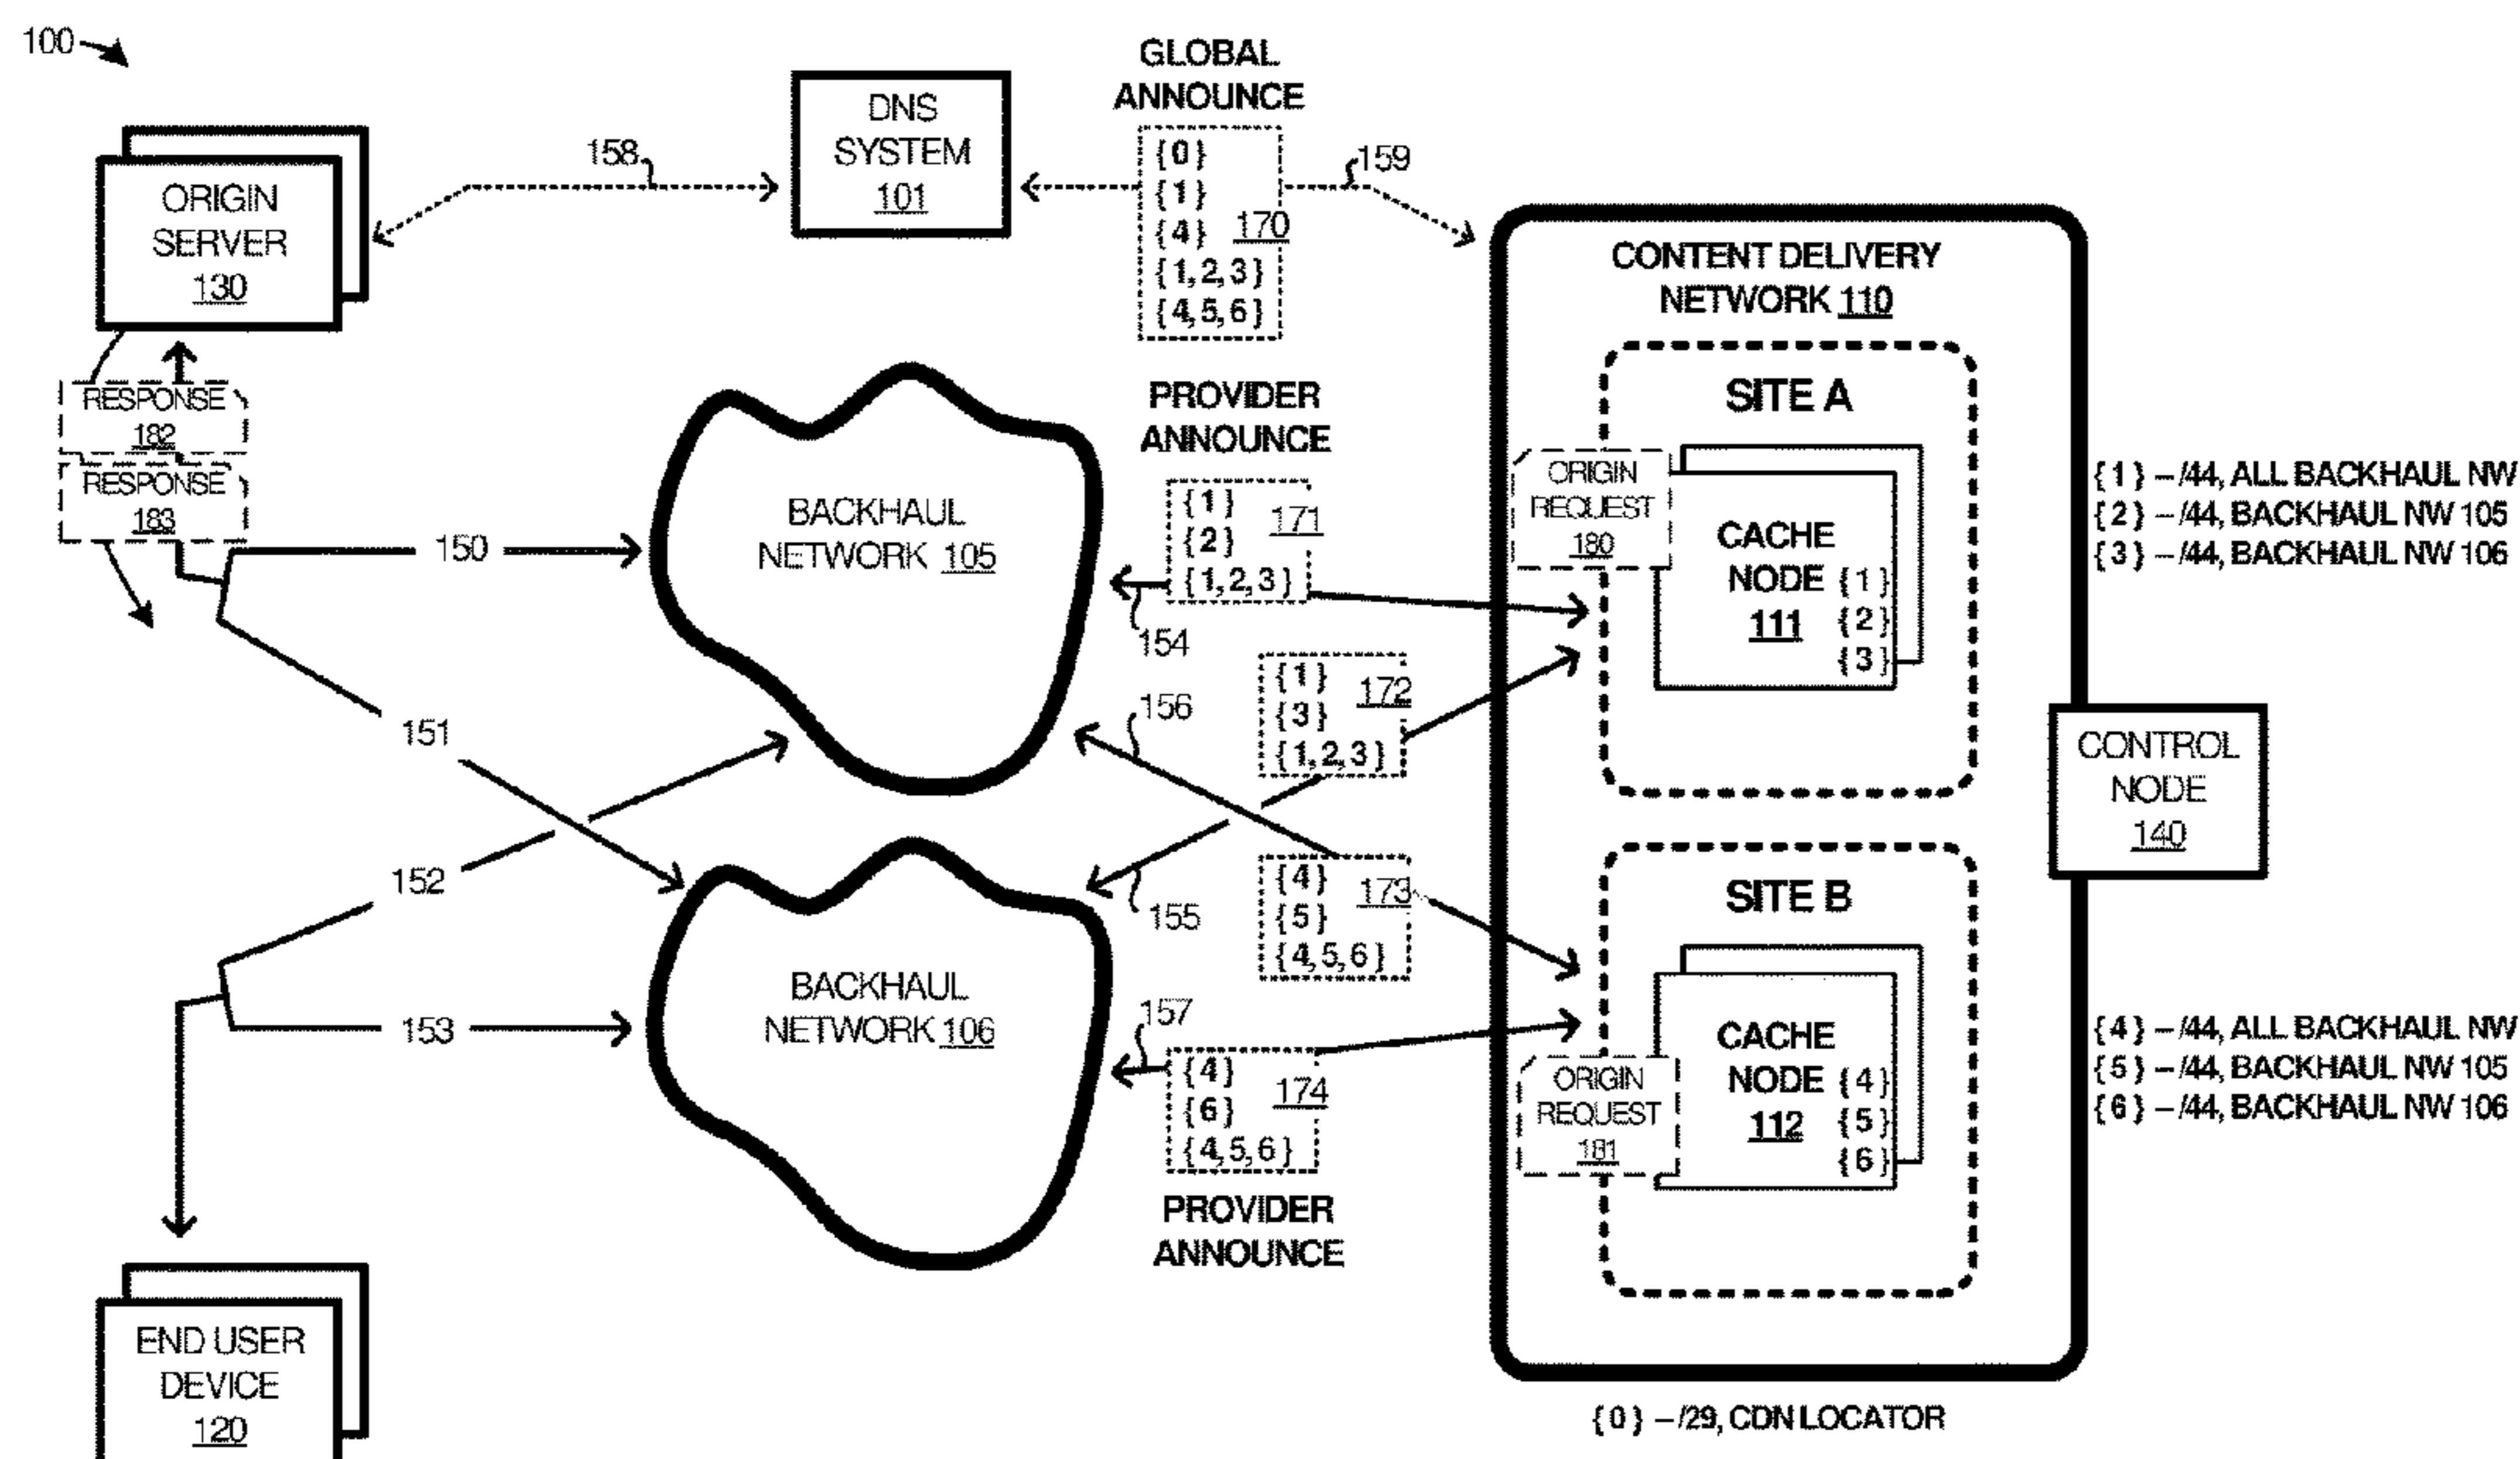 100
GLOBAL
ANNOUNCE
DNS
SYSTEM
101
{0}
{1}
{4}
{1,2,3}
{4,5,6}
170
158
159
ORIGIN
SERVER
130
CONTENT DELIVERY
NETWORK 110
RESPONSE
182
RESPONSE
183
PROVIDER
ANNOUNCE
SITE A
BACKHAUL
NETWORK 105
150
{1}
{2}
{1,2,3}
171
154
ORIGIN
REQUEST
180
CACHE
NODE
111
{1}
{2}
{3}
{1} – /44, ALL BACKHAUL NW
{2} – /44, BACKHAUL NW 105
{3} – /44, BACKHAUL NW 106
151
156
{1}
{3}
{1,2,3}
172
CONTROL
NODE
140
152
155
{4}
{5}
{4,5,6}
173
SITE B
BACKHAUL
NETWORK 106
153
157
{4}
{6}
{4,5,6}
174
ORIGIN
REQUEST
181
CACHE
NODE
112
{4}
{5}
{6}
{4} – /44, ALL BACKHAUL NW
{5} – /44, BACKHAUL NW 105
{6} – /44, BACKHAUL NW 106
PROVIDER
ANNOUNCE
END USER
DEVICE
120
{0} – /29, CDN LOCATOR